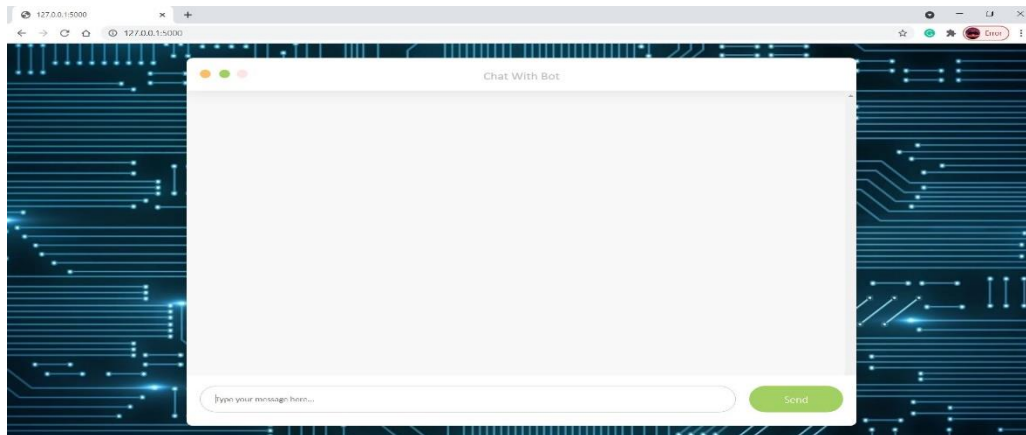 127.0.0.1:5000
127.0.0.1:5000
Error
Chat With Bot
Type your message here...
Send